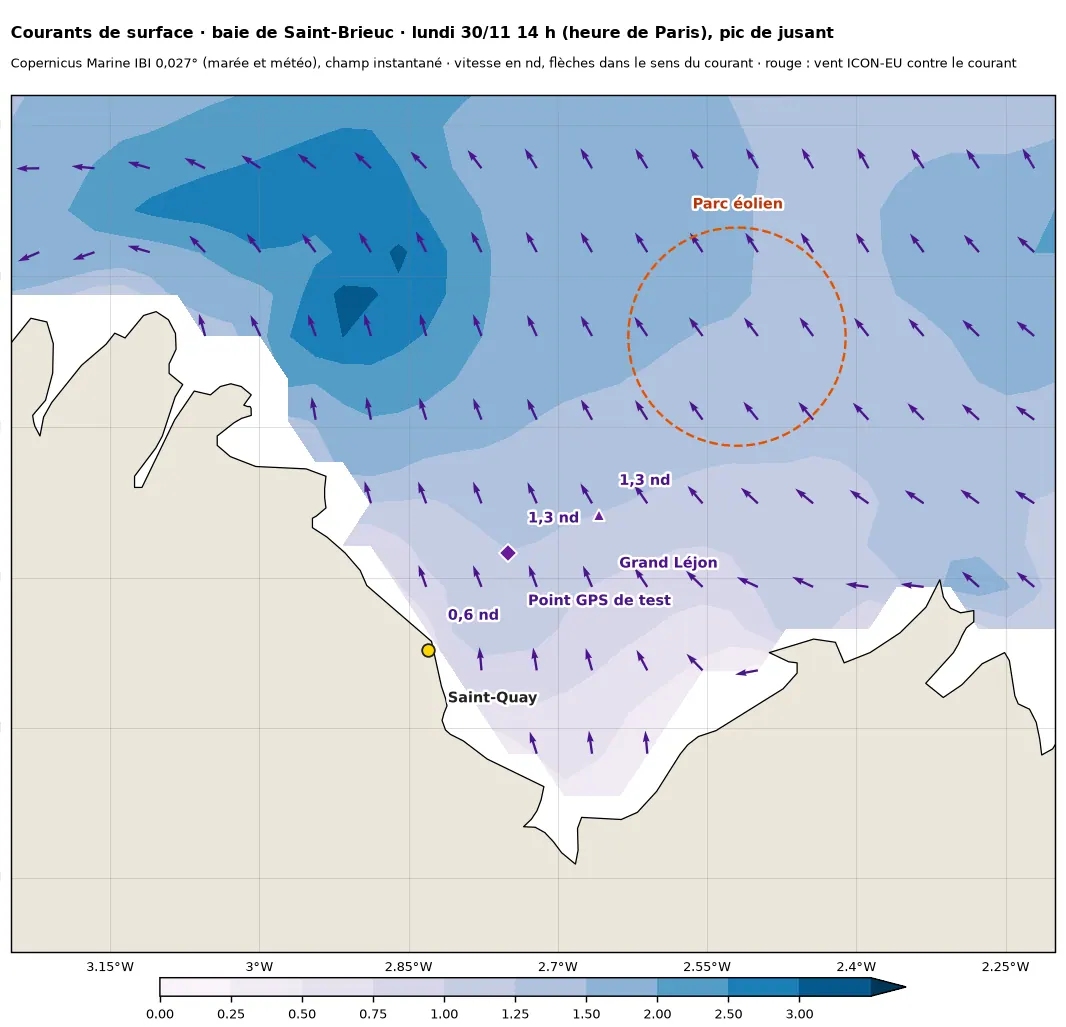 Courants de surface · baie de Saint-Brieuc · lundi 30/11 14 h (heure de Paris), pic de jusant
Copernicus Marine IBI 0,027° (marée et météo), champ instantané · vitesse en nd, flèches dans le sens du courant · rouge : vent ICON-EU contre le courant
Parc éolien
1,3 nd
1,3 nd
Grand Léjon
Point GPS de test
0,6 nd
Saint-Quay
3.15°W 3°W 2.85°W 2.7°W 2.55°W 2.4°W 2.25°W
0.00 0.25 0.50 0.75 1.00 1.25 1.50 2.00 2.50 3.00